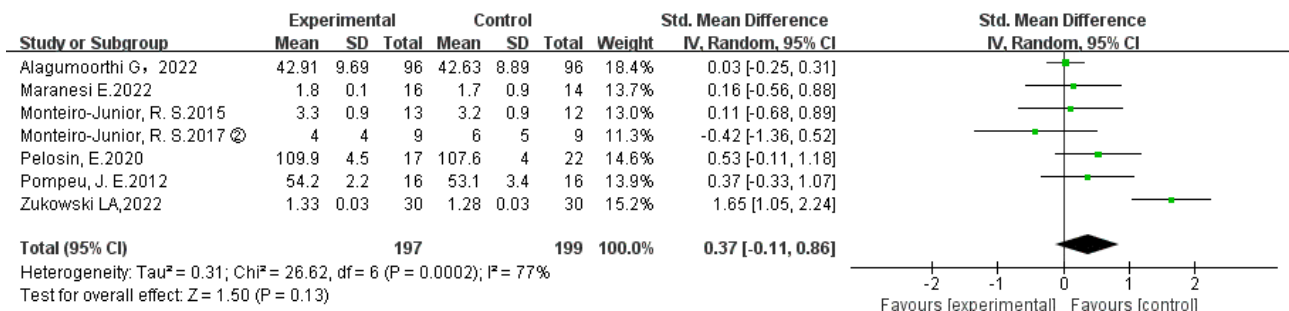 Experimental Control Std. Mean Difference Std. Mean Difference
Study or Subgroup Mean SD Total Mean SD Total Weight IV, Random, 95% CI IV, Random, 95% CI
Alagumoorthi G，2022 42.91 9.69 96 42.63 8.89 96 18.4% 0.03 [-0.25, 0.31]
Maranesi E.2022 1.8 0.1 16 1.7 0.9 14 13.7% 0.16 [-0.56, 0.88]
Monteiro-Junior, R. S.2015 3.3 0.9 13 3.2 0.9 12 13.0% 0.11 [-0.68, 0.89]
Monteiro-Junior, R. S.2017 ② 4 4 9 6 5 9 11.3% -0.42 [-1.36, 0.52]
Pelosin, E.2020 109.9 4.5 17 107.6 4 22 14.6% 0.53 [-0.11, 1.18]
Pompeu, J. E.2012 54.2 2.2 16 53.1 3.4 16 13.9% 0.37 [-0.33, 1.07]
Zukowski LA,2022 1.33 0.03 30 1.28 0.03 30 15.2% 1.65 [1.05, 2.24]
Total (95% CI) 197 199 100.0% 0.37 [-0.11, 0.86]
Heterogeneity: Tau² = 0.31; Chi² = 26.62, df = 6 (P = 0.0002); I² = 77%
Test for overall effect: Z = 1.50 (P = 0.13)
-2 -1 0 1 2
Favours [experimental] Favours [control]